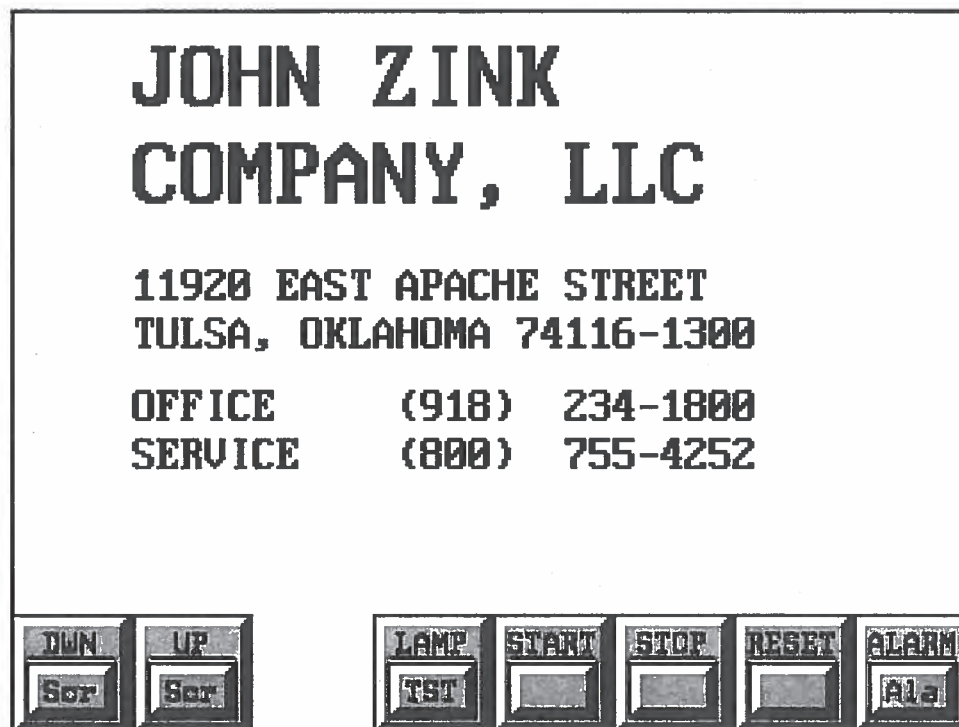 JOHN ZINK
COMPANY, LLC
11920 EAST APACHE STREET
TULSA, OKLAHOMA 74116-1300
OFFICE (918) 234-1800
SERVICE (800) 755-4252
DWN UP LAMP START STOP RESET ALARM
Scr Scr TST Ala